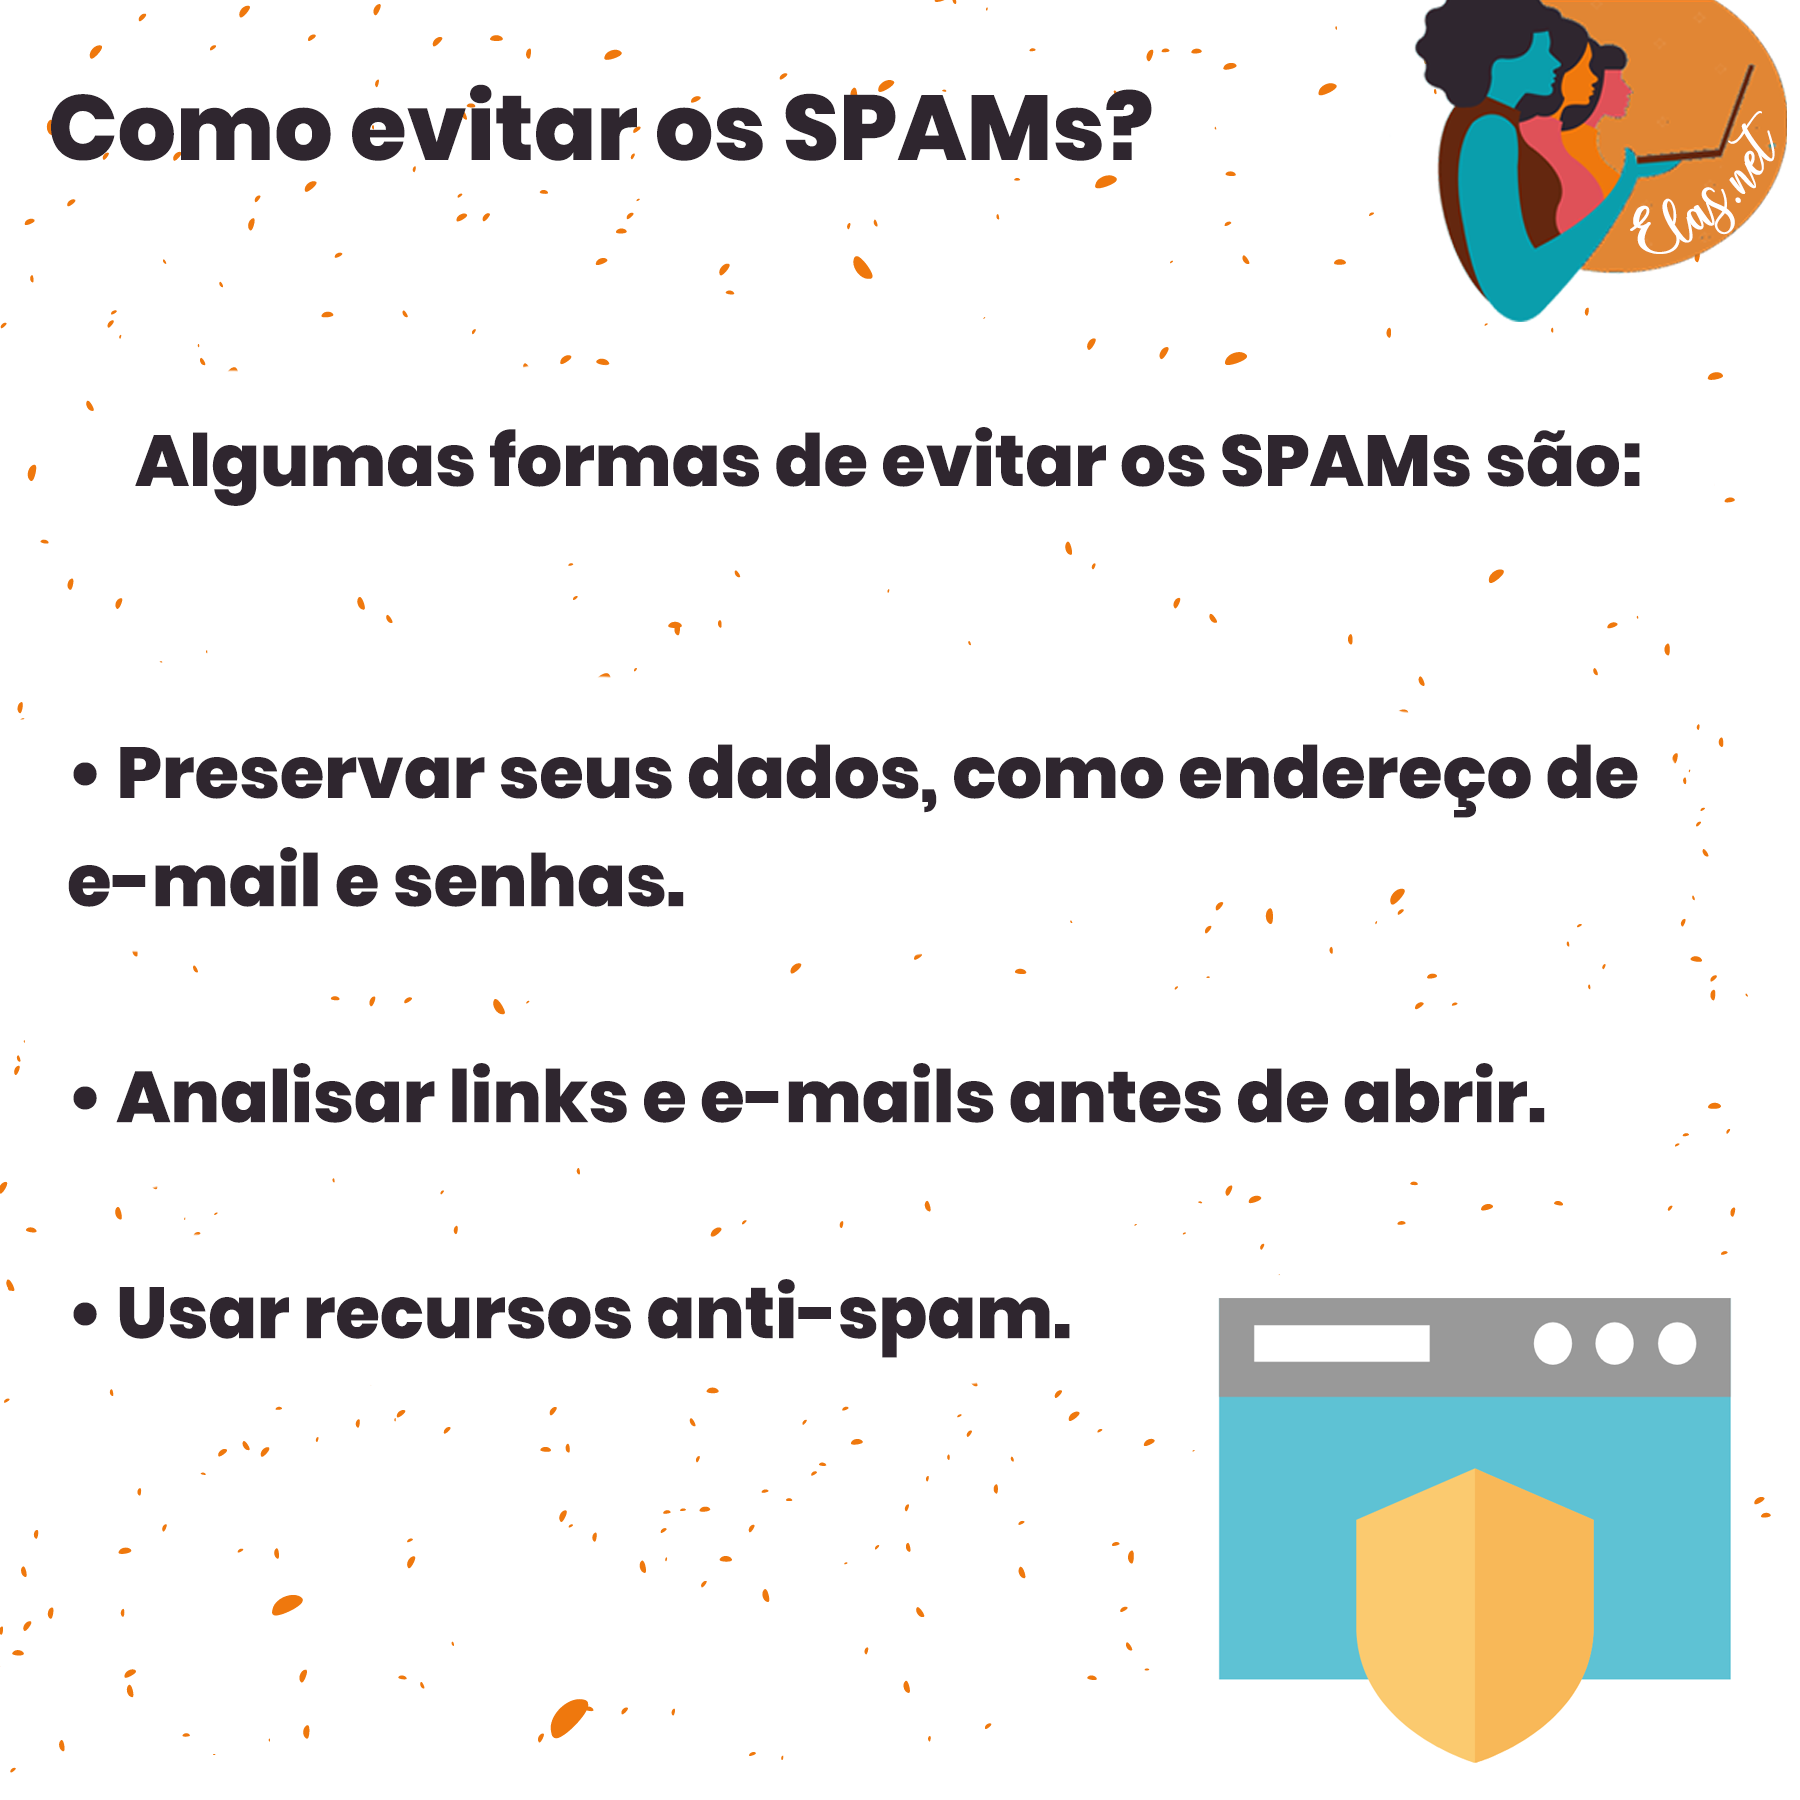 Como evitar os SPAMs?
Elas.net
Algumas formas de evitar os SPAMs são:
• Preservar seus dados, como endereço de
e-mail e senhas.
• Analisar links e e-mails antes de abrir.
• Usar recursos anti-spam.